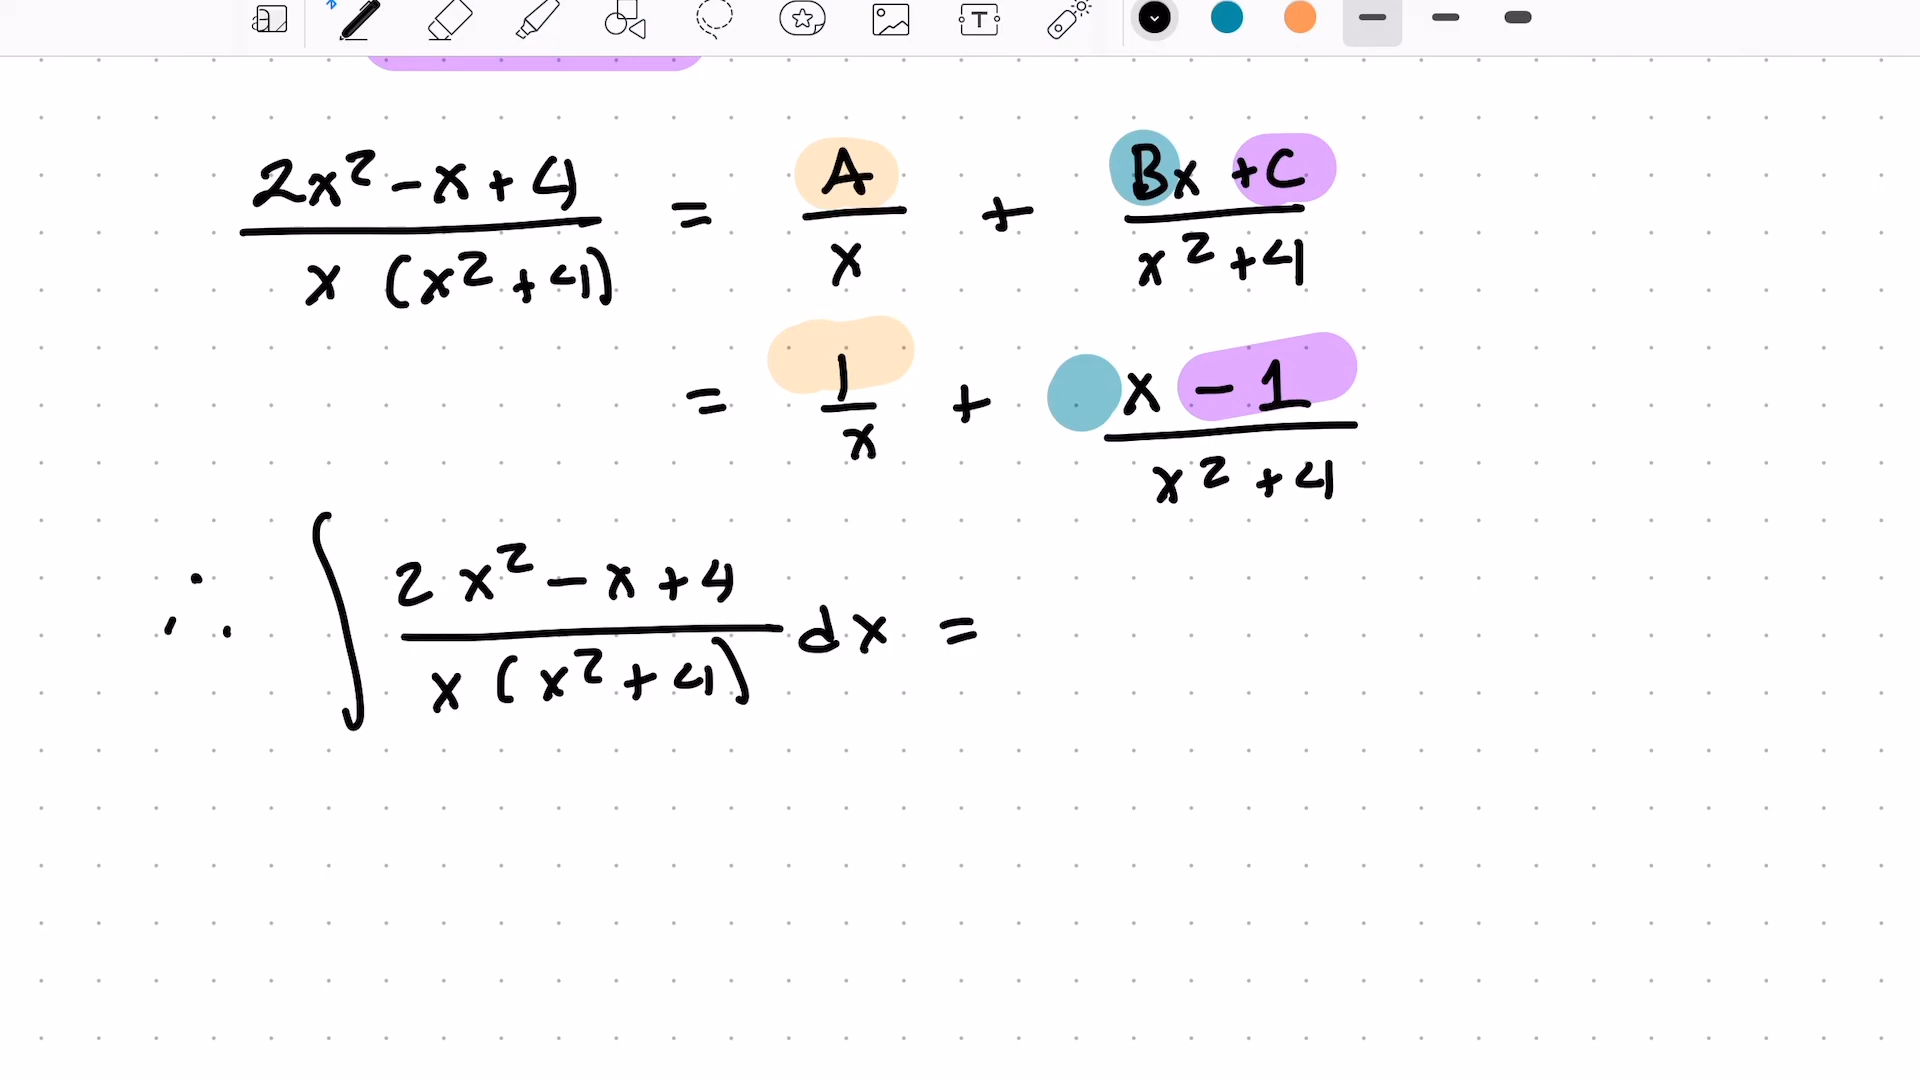 2x² - x + 4 / x (x² + 4) = A / x + Bx + C / x² + 4
= 1 / x + x - 1 / x² + 4
∴ ∫ 2x² - x + 4 / x (x² + 4) dx =